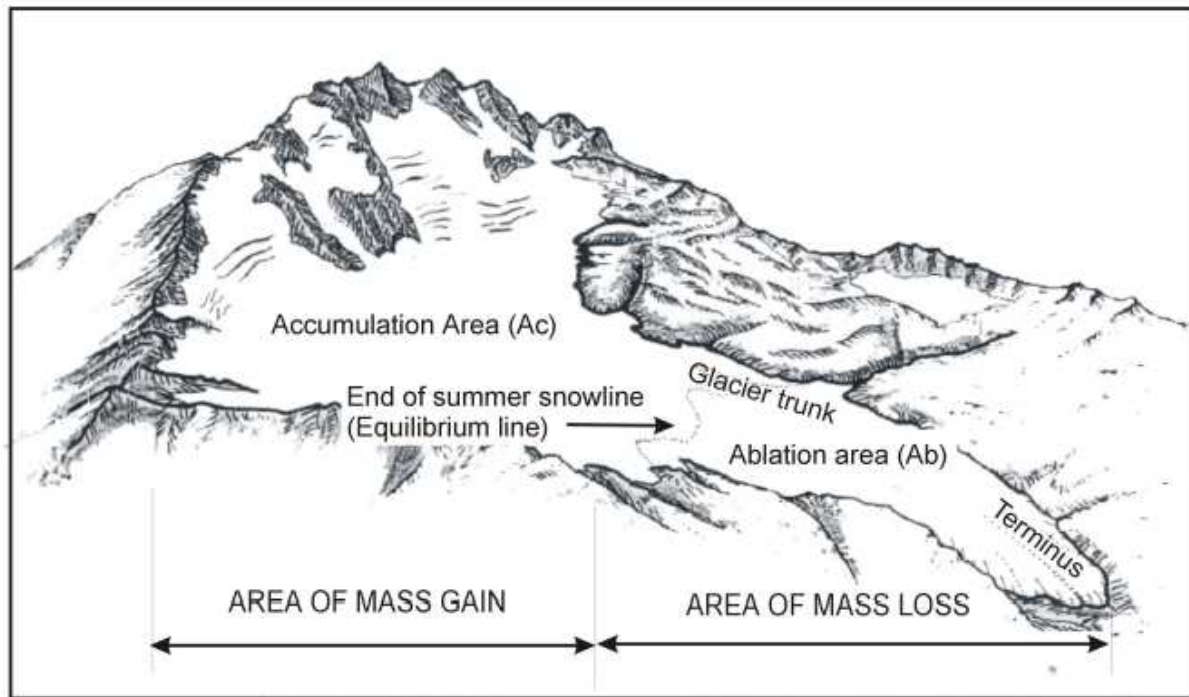 Accumulation Area (Ac)
End of summer snowline
(Equilibrium line)
Glacier trunk
Ablation area (Ab)
Terminus
AREA OF MASS GAIN
AREA OF MASS LOSS